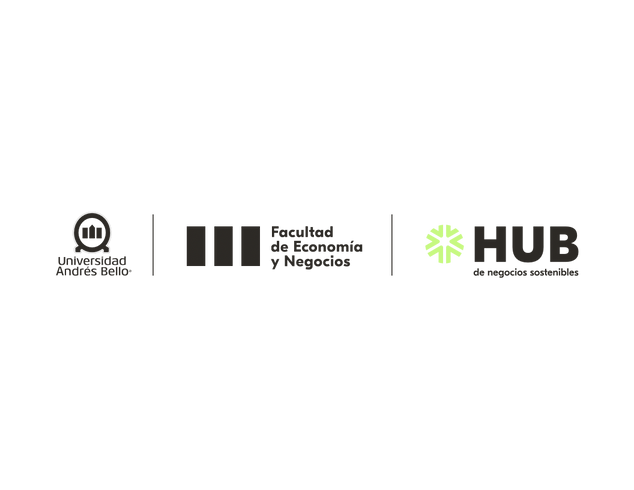 Universidad
Andrés Bello
Facultad
de Economía
y Negocios
HUB
de negocios sostenibles